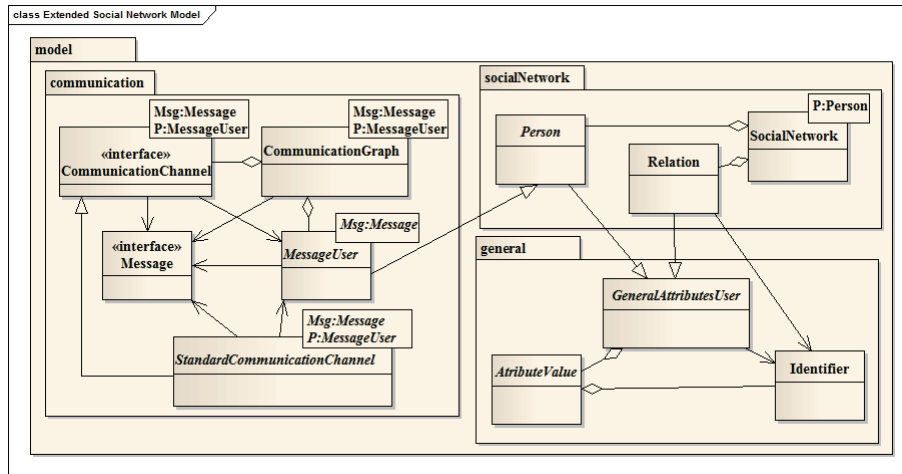 class Extended Social Network Model
model
communication
Msg:Message
P:MessageUser
«interface»
CommunicationChannel
Msg:Message
P:MessageUser
CommunicationGraph
«interface»
Message
Msg:Message
MessageUser
Msg:Message
P:MessageUser
StandardCommunicationChannel
socialNetwork
Person
P:Person
SocialNetwork
Relation
general
GeneralAttributesUser
AtributeValue
Identifier